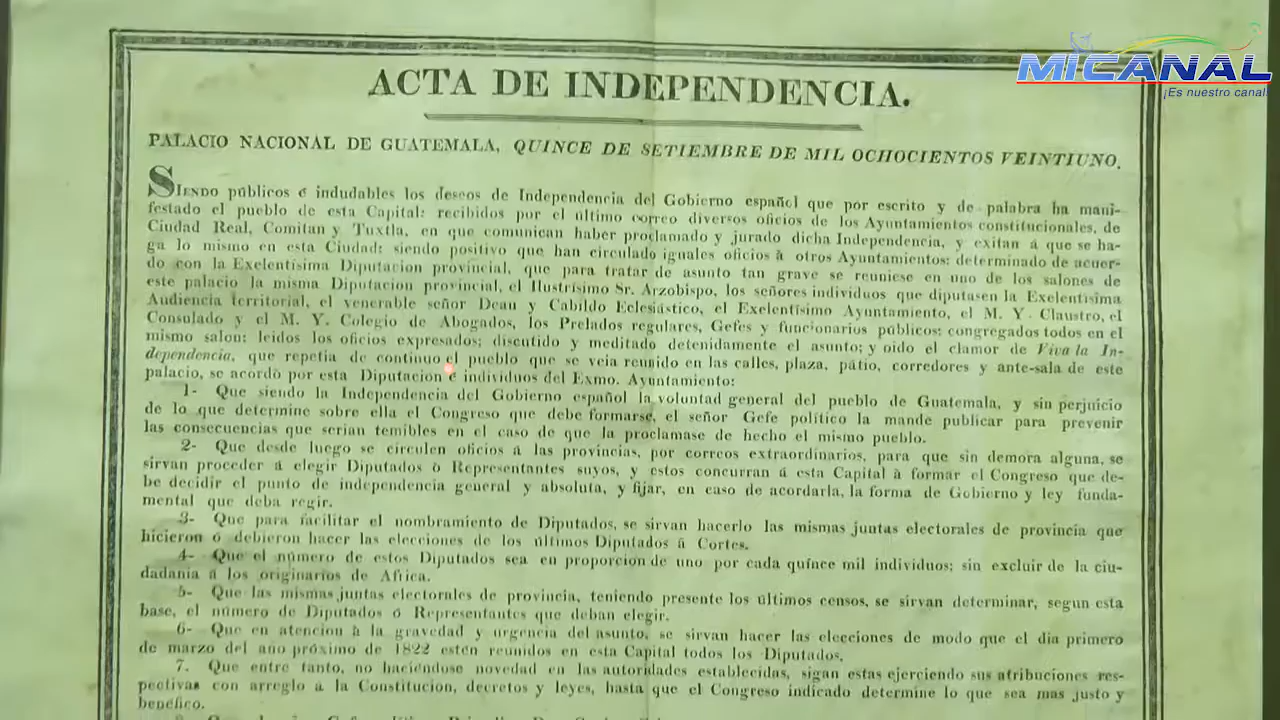 MICANAL
¡Es nuestro canal!
ACTA DE INDEPENDENCIA.
PALACIO NACIONAL DE GUATEMALA, QUINCE DE SETIEMBRE DE MIL OCHOCIENTOS VEINTIUNO.
SIENDO públicos é indudables los deseos de Independencia del Gobierno español que por escrito y de palabra ha mani-
festado el pueblo de esta Capital: recibidos por el último correo diversos oficios de los Ayuntamientos constitucionales, de
Ciudad Real, Comitan y Tuxtla, en que comunican haber proclamado y jurado dicha Independencia, y exitan á que se ha-
ga lo mismo en esta Ciudad: siendo positivo que han circulado iguales oficios à otros Ayuntamientos: determinado de acuer-
do con la Exelentísima Diputacion provincial, que para tratar de asunto tan grave se reuniese en uno de los salones de
este palacio la misma Diputacion provincial, el Ilustrísimo Sr. Arzobispo, los señores individuos que diputasen la Exelentísima
Audiencia territorial, el venerable señor Dean y Cabildo Eclesiástico, el Exelentísimo Ayuntamiento, el M. Y. Claustro, el
Consulado y el M. Y. Colegio de Abogados, los Prelados regulares, Gefes y funcionarios públicos: congregados todos en el
mismo salon: leidos los oficios expresados; discutido y meditado detenidamente el asunto; y oido el clamor de Viva la In-
dependencia, que repetia de continuo el pueblo que se veia reunido en las calles, plaza, pátio, corredores y ante-sala de este
palacio, se acordò por esta Diputacion é individuos del Exmo. Ayuntamiento:
1- Que siendo la Independencia del Gobierno español la voluntad general del pueblo de Guatemala, y sin perjuicio
de lo que determine sobre ella el Congreso que debe formarse, el señor Gefe político la mande publicar para prevenir
las consecuencias que serian temibles en el caso de que la proclamase de hecho el mismo pueblo.
2- Que desde luego se circulen oficios á las provincias, por correos extraordinarios, para que sin demora alguna, se
sirvan proceder á elegir Diputados ò Representantes suyos, y estos concurran á esta Capital à formar el Congreso que de-
be decidir el punto de independencia general y absoluta, y fijar, en caso de acordarla, la forma de Gobierno y ley funda-
mental que deba regir.
3- Que para facilitar el nombramiento de Diputados, se sirvan hacerlo las mismas juntas electorales de provincia que
hicieron ó debieron hacer las elecciones de los últimos Diputados á Cortes.
4- Que el número de estos Diputados sea en proporcion de uno por cada quínce mil individuos; sin excluir de la ciu-
dadania á los originarios de Africa.
5- Que las mismas juntas electorales de provincia, teniendo presente los últimos censos, se sirvan determinar, segun esta
base, el número de Diputados ó Representantes que deban elegir.
6- Que en atencion à la gravedad y urgencia del asunto, se sirvan hacer las elecciones de modo que el dia primero
de marzo del año próximo de 1822 estén reunidos en esta Capital todos los Diputados.
7. Que entre tanto, no haciéndose novedad en las autoridades establecidas, sigan estas ejerciendo sus atribuciones res-
pectivas con arreglo á la Constitucion, decretos y leyes, hasta que el Congreso indicado determine lo que sea mas justo y
benéfico.